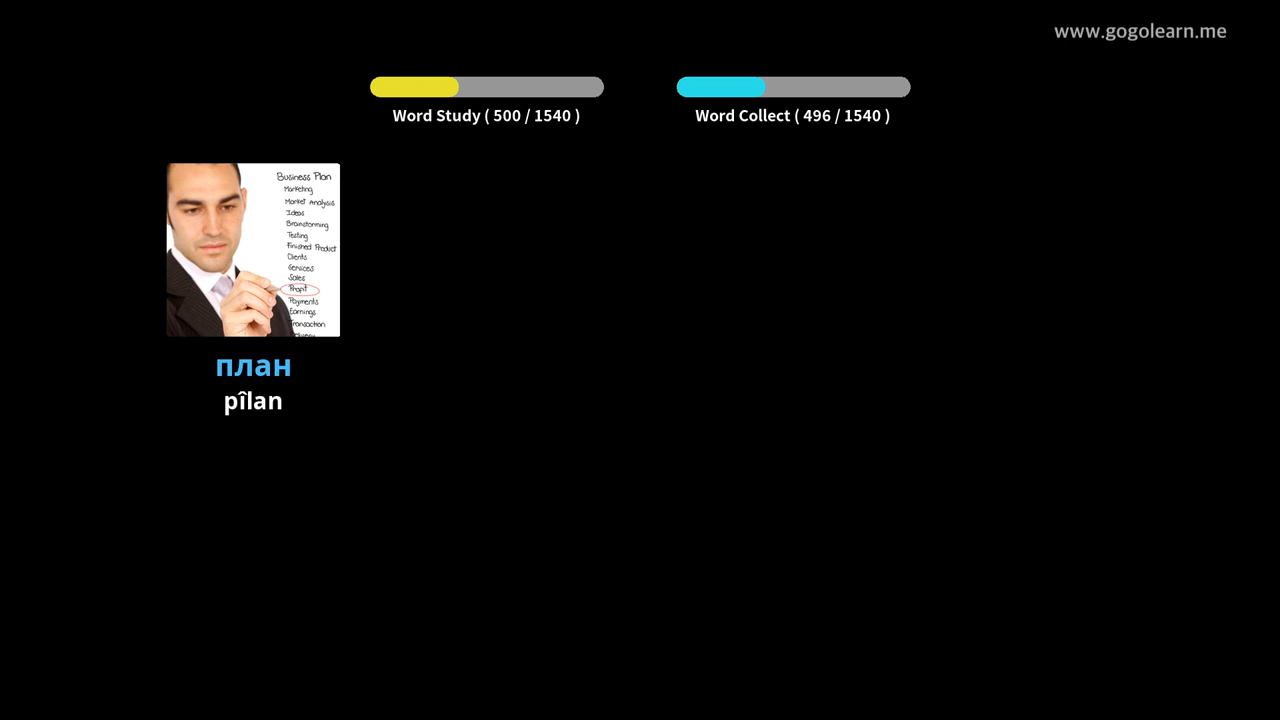 www.gogolearn.me
Word Study ( 500 / 1540 )
Word Collect ( 496 / 1540 )
Business Plan
Marketing
Market Analysis
Ideas
Brainstorming
Testing
Finished Product
Clients
Services
Sales
Profit
Payments
Earnings
Transaction
Delivery
план
pîlan